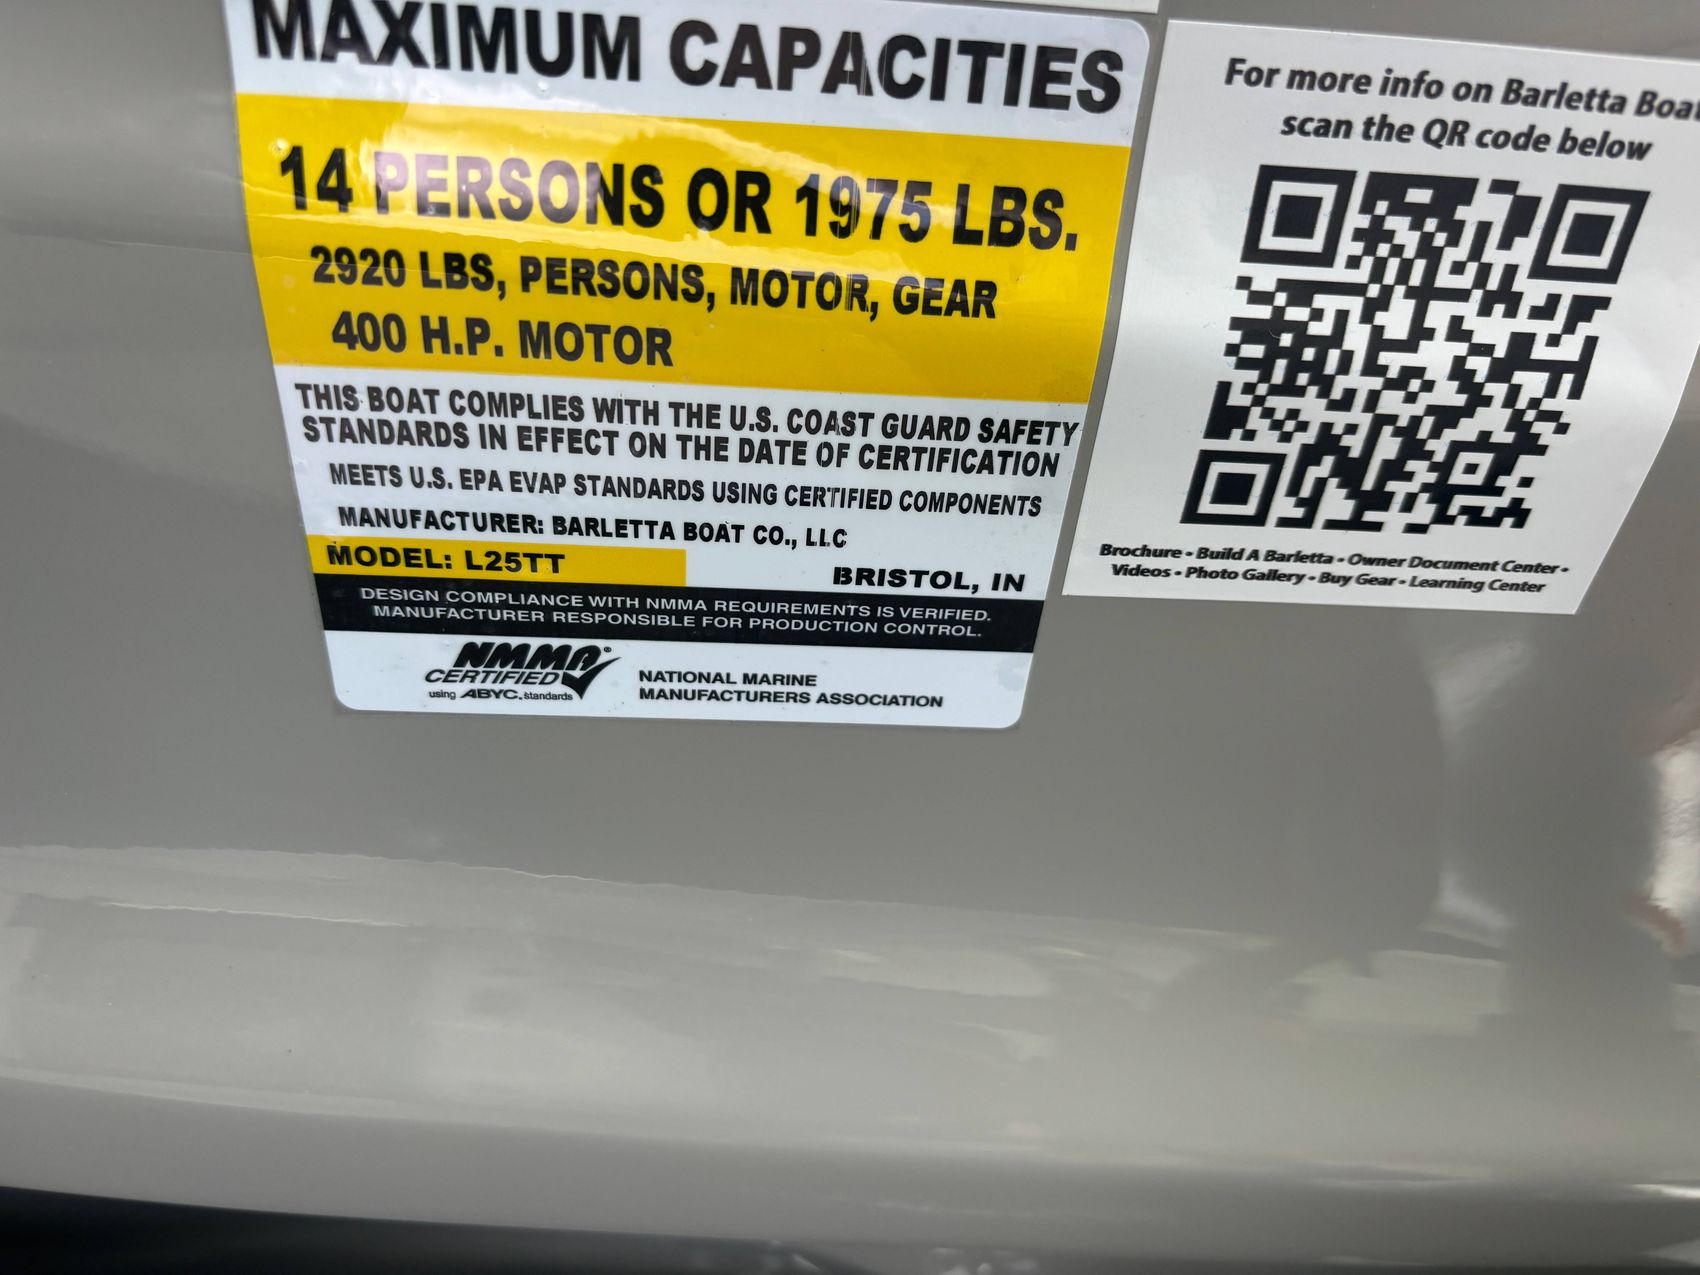 MAXIMUM CAPACITIES
14 PERSONS OR 1975 LBS.
2920 LBS, PERSONS, MOTOR, GEAR
400 H.P. MOTOR
THIS BOAT COMPLIES WITH THE U.S. COAST GUARD SAFETY
STANDARDS IN EFFECT ON THE DATE OF CERTIFICATION
MEETS U.S. EPA EVAP STANDARDS USING CERTIFIED COMPONENTS
MANUFACTURER: BARLETTA BOAT CO., LLC
MODEL: L25TT
BRISTOL, IN
DESIGN COMPLIANCE WITH NMMA REQUIREMENTS IS VERIFIED.
MANUFACTURER RESPONSIBLE FOR PRODUCTION CONTROL.
NMMA®
CERTIFIED
using ABYC. standards
NATIONAL MARINE
MANUFACTURERS ASSOCIATION
For more info on Barletta Boat
scan the QR code below
Brochure • Build A Barletta • Owner Document Center •
Videos • Photo Gallery • Buy Gear • Learning Center